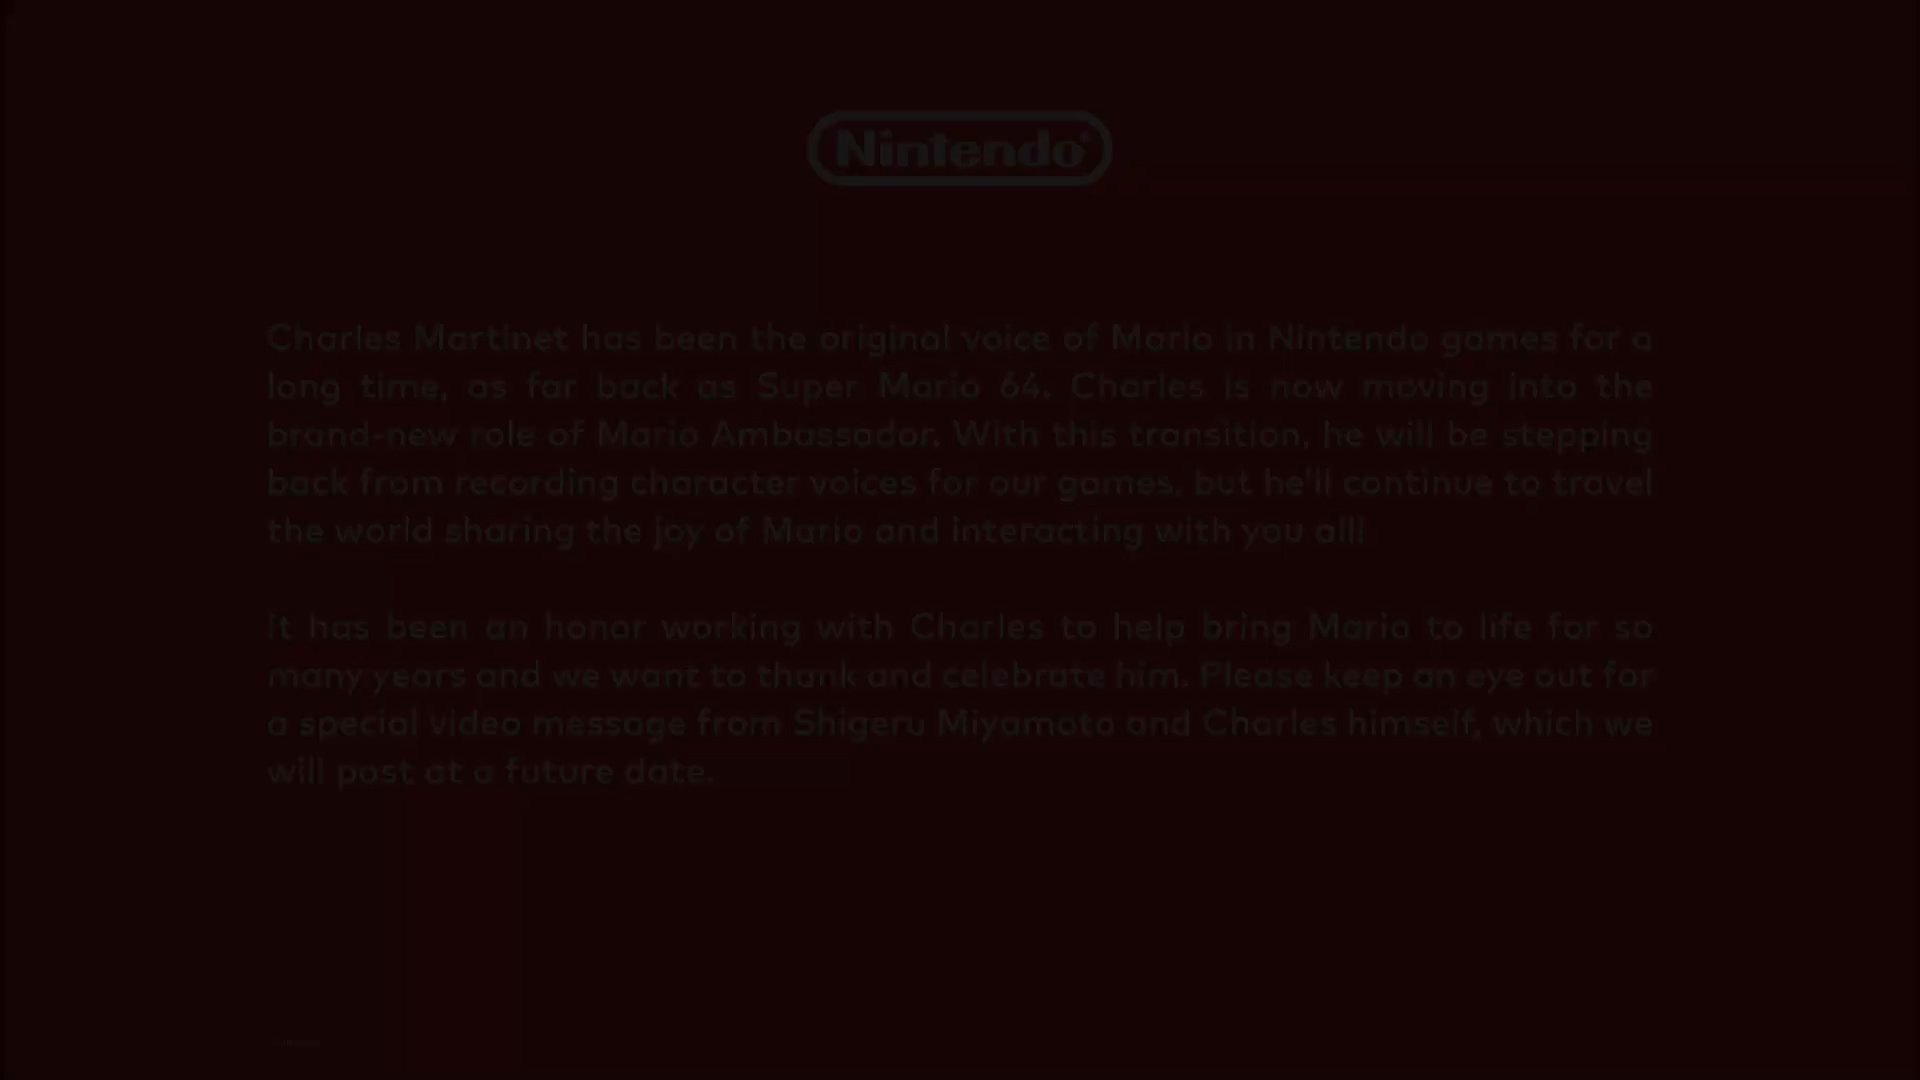 Nintendo
Charles Martinet has been the original voice of Mario in Nintendo games for a
long time, as far back as Super Mario 64. Charles is now moving into the
brand-new role of Mario Ambassador. With this transition, he will be stepping
back from recording character voices for our games, but he'll continue to travel
the world sharing the joy of Mario and interacting with you all!
It has been an honor working with Charles to help bring Mario to life for so
many years and we want to thank and celebrate him. Please keep an eye out for
a special video message from Shigeru Miyamoto and Charles himself, which we
will post at a future date.